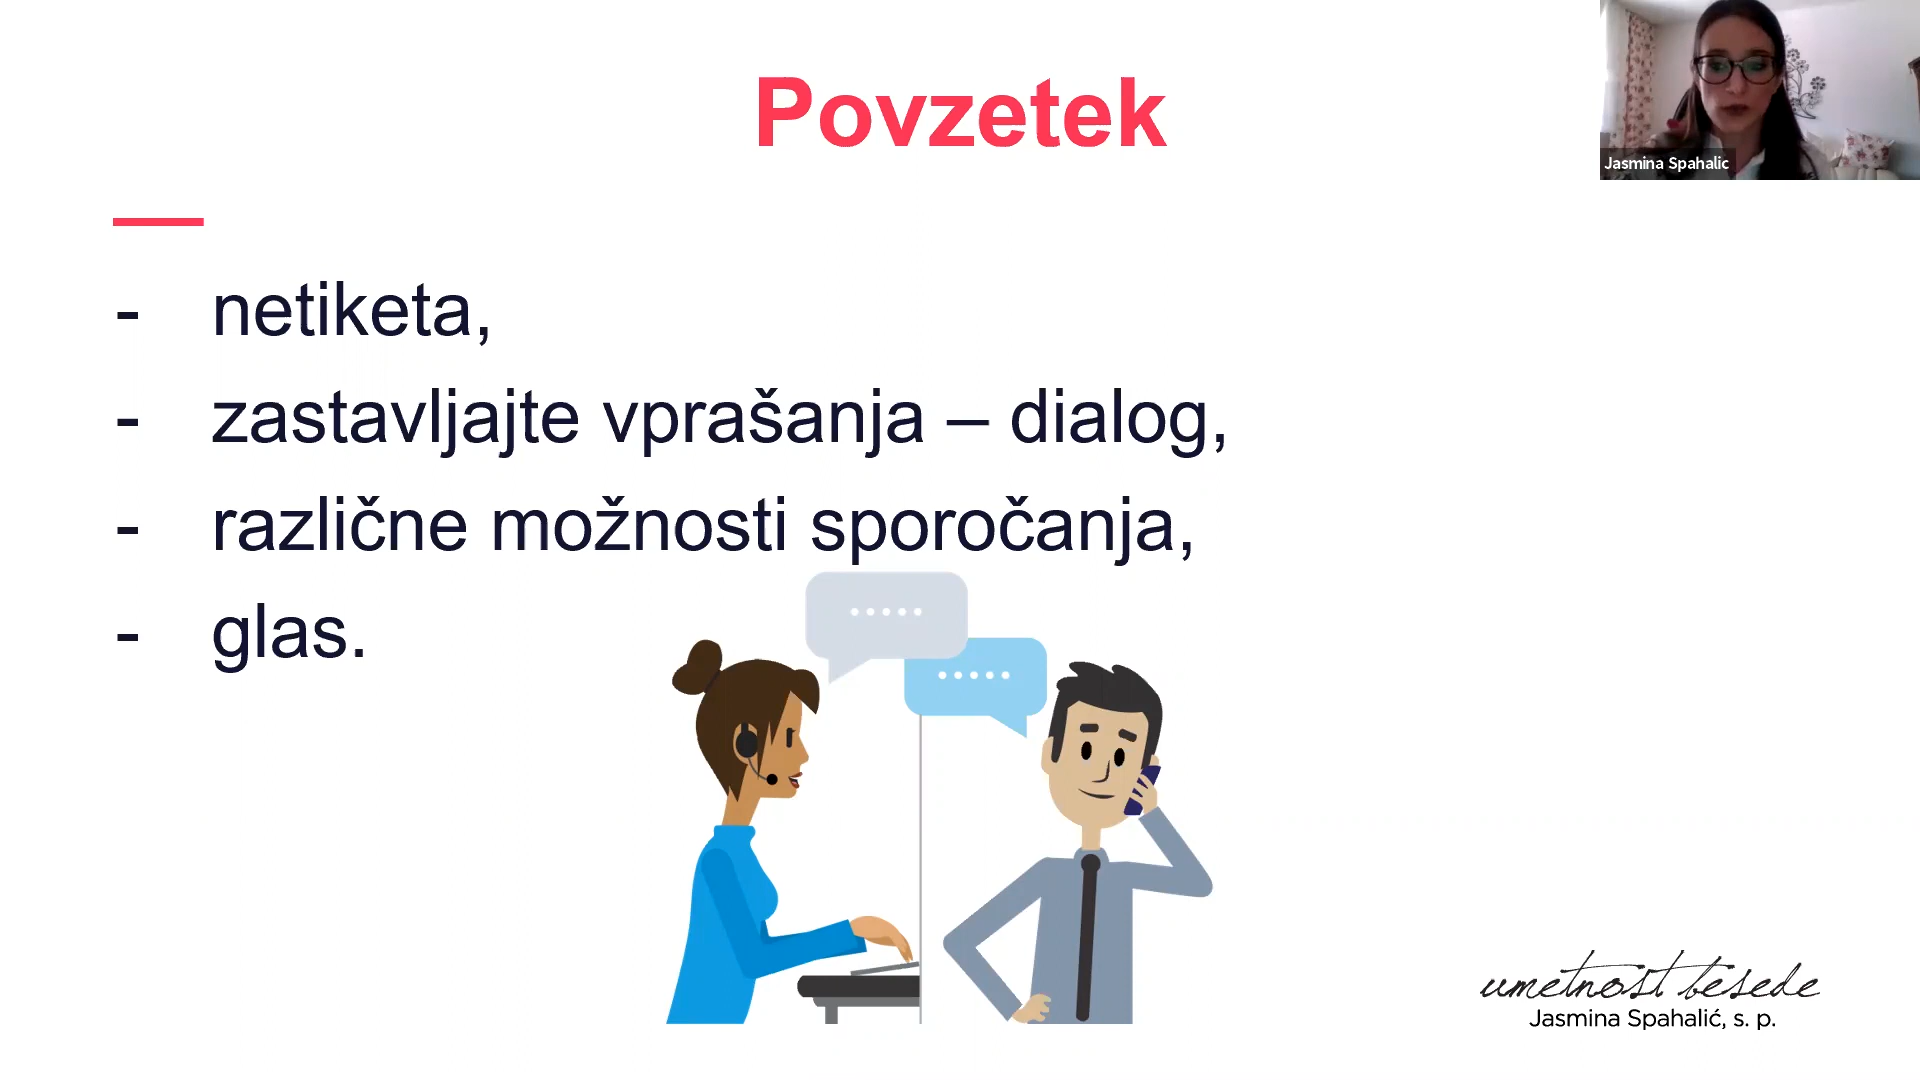 Povzetek
Jasmina Spahalic
- netiketa,
- zastavljajte vprašanja – dialog,
- različne možnosti sporočanja,
- glas.
umetnost besede
Jasmina Spahalić, s. p.